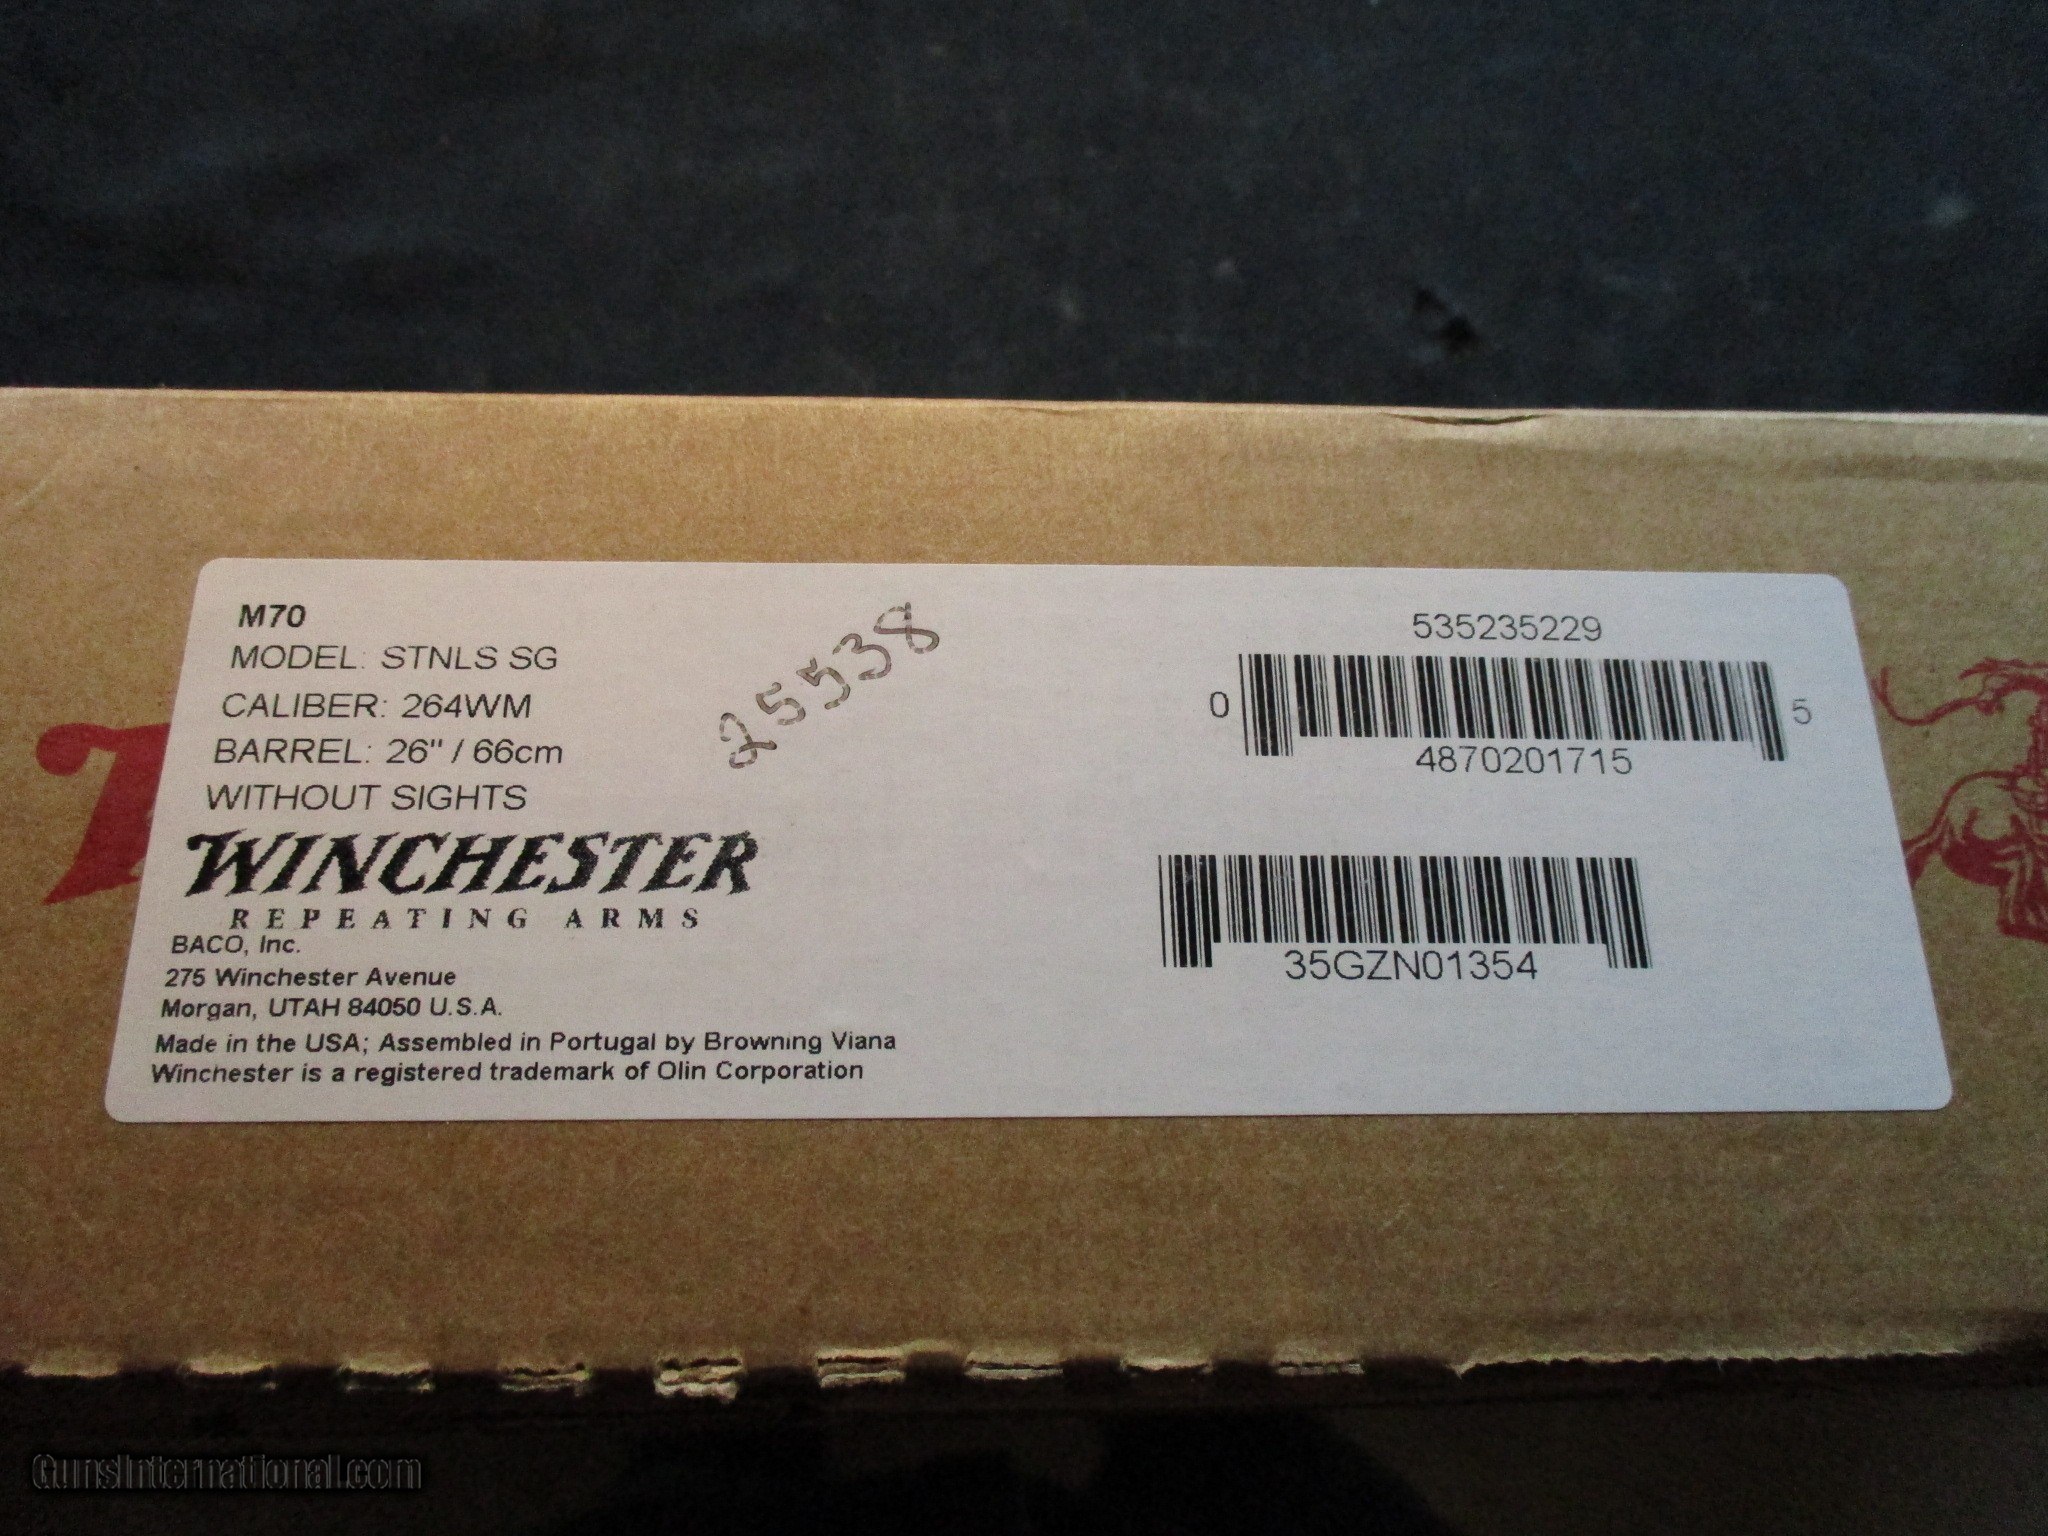 M70
MODEL: STNLS SG
CALIBER: 264WM
BARREL: 26" / 66cm
WITHOUT SIGHTS
WINCHESTER
REPEATING ARMS
BACO, Inc.
275 Winchester Avenue
Morgan, UTAH 84050 U.S.A.
Made in the USA; Assembled in Portugal by Browning Viana
Winchester is a registered trademark of Olin Corporation
25538
535235229
0 4870201715 5
35GZN01354
GunsInternational.com